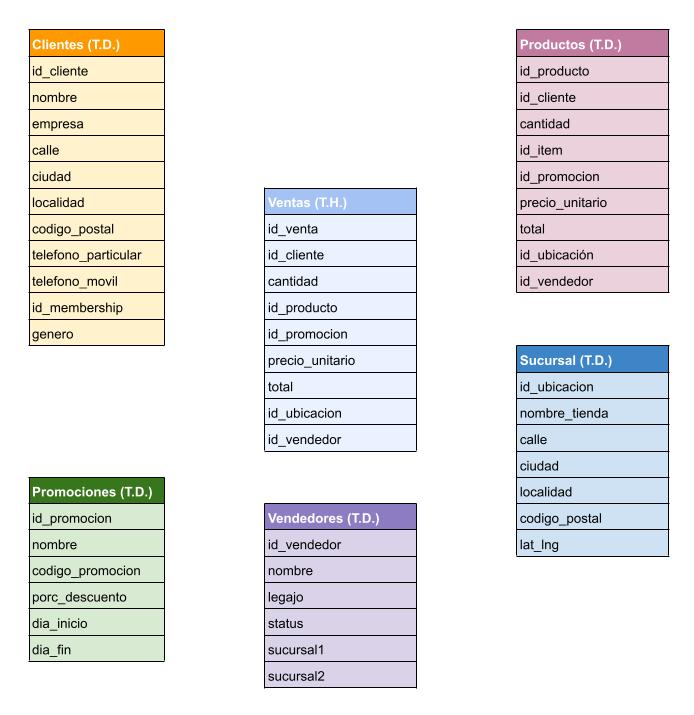 Clientes (T.D.)
id_cliente
nombre
empresa
calle
ciudad
localidad
codigo_postal
telefono_particular
telefono_movil
id_membership
genero
Ventas (T.H.)
id_venta
id_cliente
cantidad
id_producto
id_promocion
precio_unitario
total
id_ubicacion
id_vendedor
Productos (T.D.)
id_producto
id_cliente
cantidad
id_item
id_promocion
precio_unitario
total
id_ubicación
id_vendedor
Sucursal (T.D.)
id_ubicacion
nombre_tienda
calle
ciudad
localidad
codigo_postal
lat_lng
Promociones (T.D.)
id_promocion
nombre
codigo_promocion
porc_descuento
dia_inicio
dia_fin
Vendedores (T.D.)
id_vendedor
nombre
legajo
status
sucursal1
sucursal2